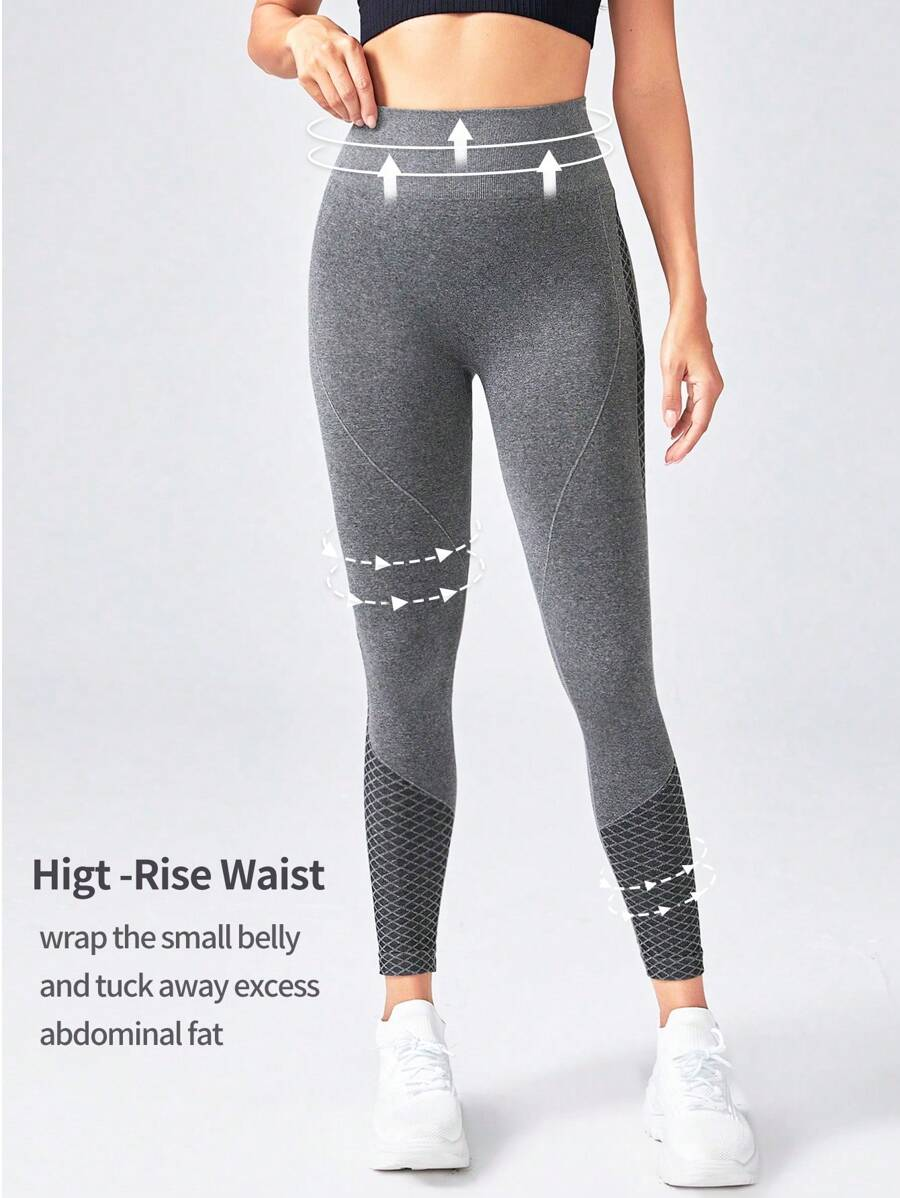 Higt -Rise Waist
wrap the small belly
and tuck away excess
abdominal fat